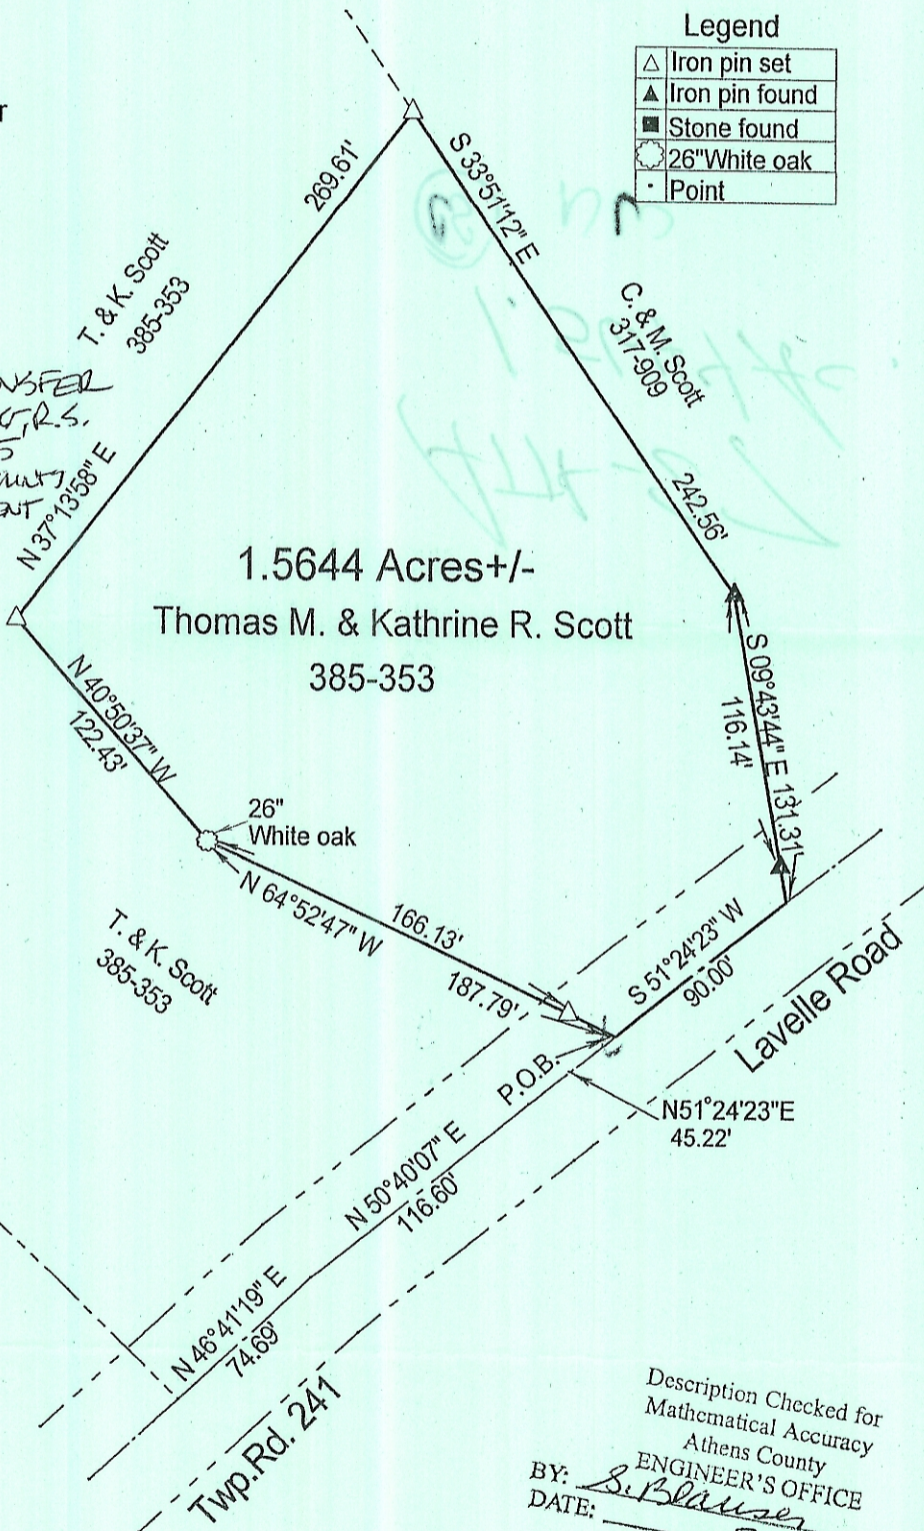 r
Legend
Iron pin set
Iron pin found
Stone found
26"White oak
Point
269.61'
S 33°51'12" E
T. & K. Scott
385-353
C. & M. Scott
317-909
NSFER
R.S.
N 37°13'58" E
242.56'
1.5644 Acres+/-
Thomas M. & Kathrine R. Scott
385-353
N 40°50'37" W
122.43'
S 09°43'44" E 131.31'
116.14'
26"
White oak
N 64°52'47" W
166.13'
187.79'
T. & K. Scott
385-353
S 51°24'23" W
90.00'
Lavelle Road
P.O.B.
N51°24'23"E
45.22'
N 50°40'07" E
116.60'
N 46°41'19" E
74.69'
Twp.Rd. 241
Description Checked for
Mathematical Accuracy
Athens County
ENGINEER'S OFFICE
BY: S. Blauser
DATE: